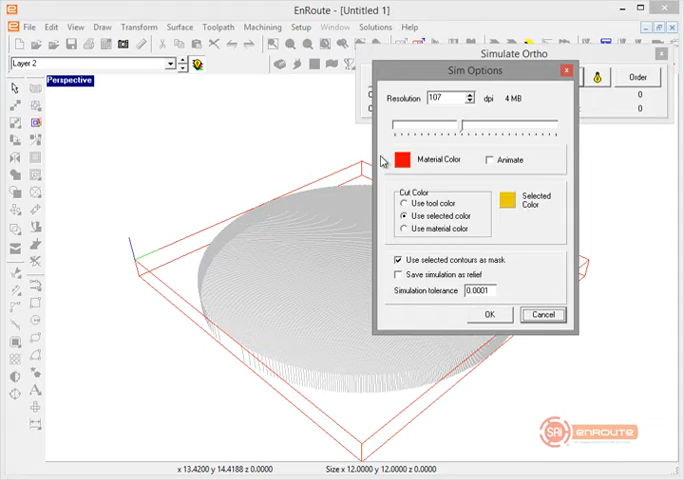 EnRoute - [Untitled 1]
File Edit View Draw Transform Surface Toolpath Machining Setup Window Solutions Help
Layer 2
Perspective
Simulate Ortho
Order
0
0
Sim Options
Resolution 107 dpi 4 MB
Material Color Animate
Cut Color
Use tool color
Use selected color
Use material color
Selected Color
Use selected contours as mask
Save simulation as relief
Simulation tolerance 0.0001
OK Cancel
SAi ENROUTE
x 13.4200 y 14.4188 z 0.0000 Size x 12.0000 y 12.0000 z 0.0000